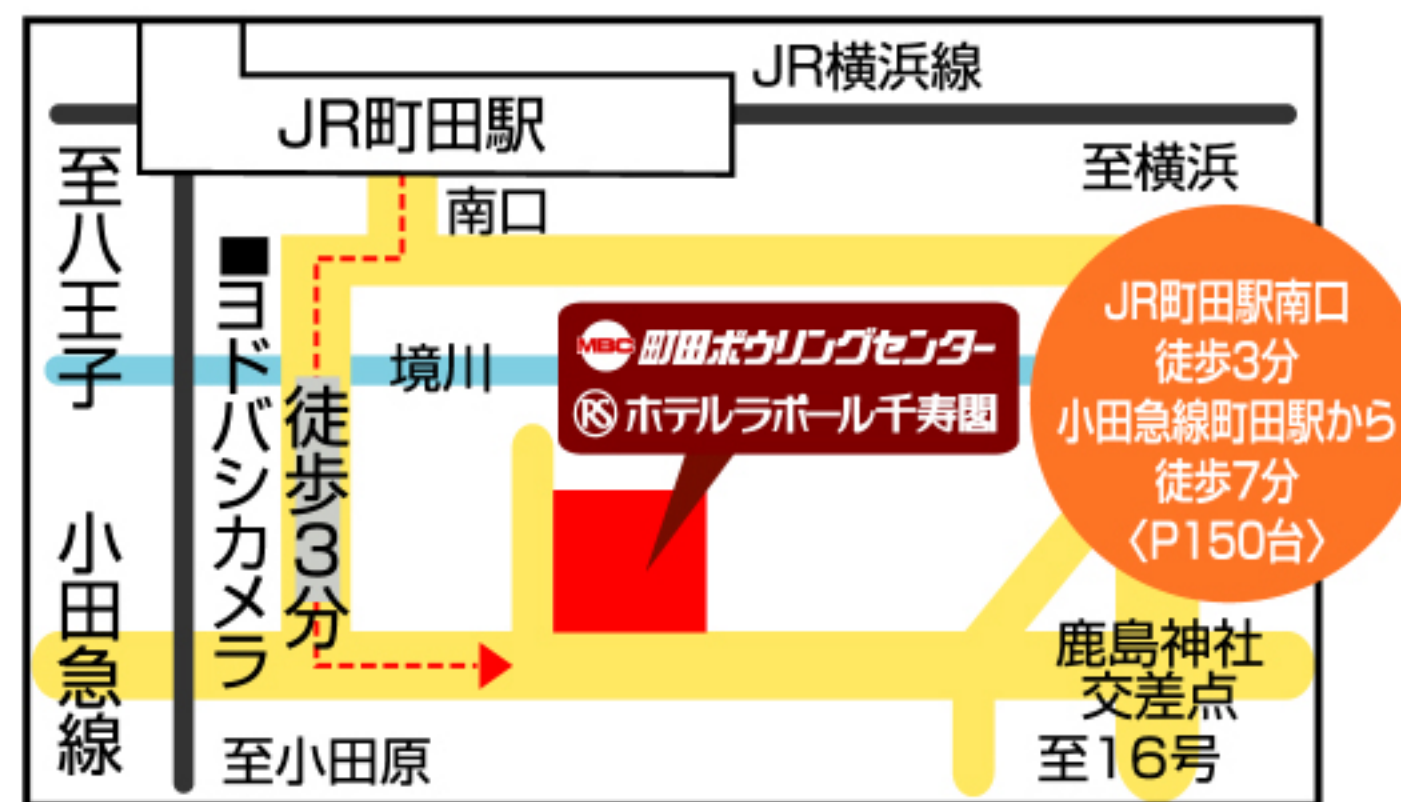 JR横浜線
JR町田駅
至八王子
至横浜
南口
■ヨドバシカメラ
境川
徒歩3分
MBC 町田ボウリングセンター
RS ホテルラポール千寿閣
JR町田駅南口
徒歩3分
小田急線町田駅から
徒歩7分
〈P150台〉
小田急線
鹿島神社
交差点
至16号
至小田原